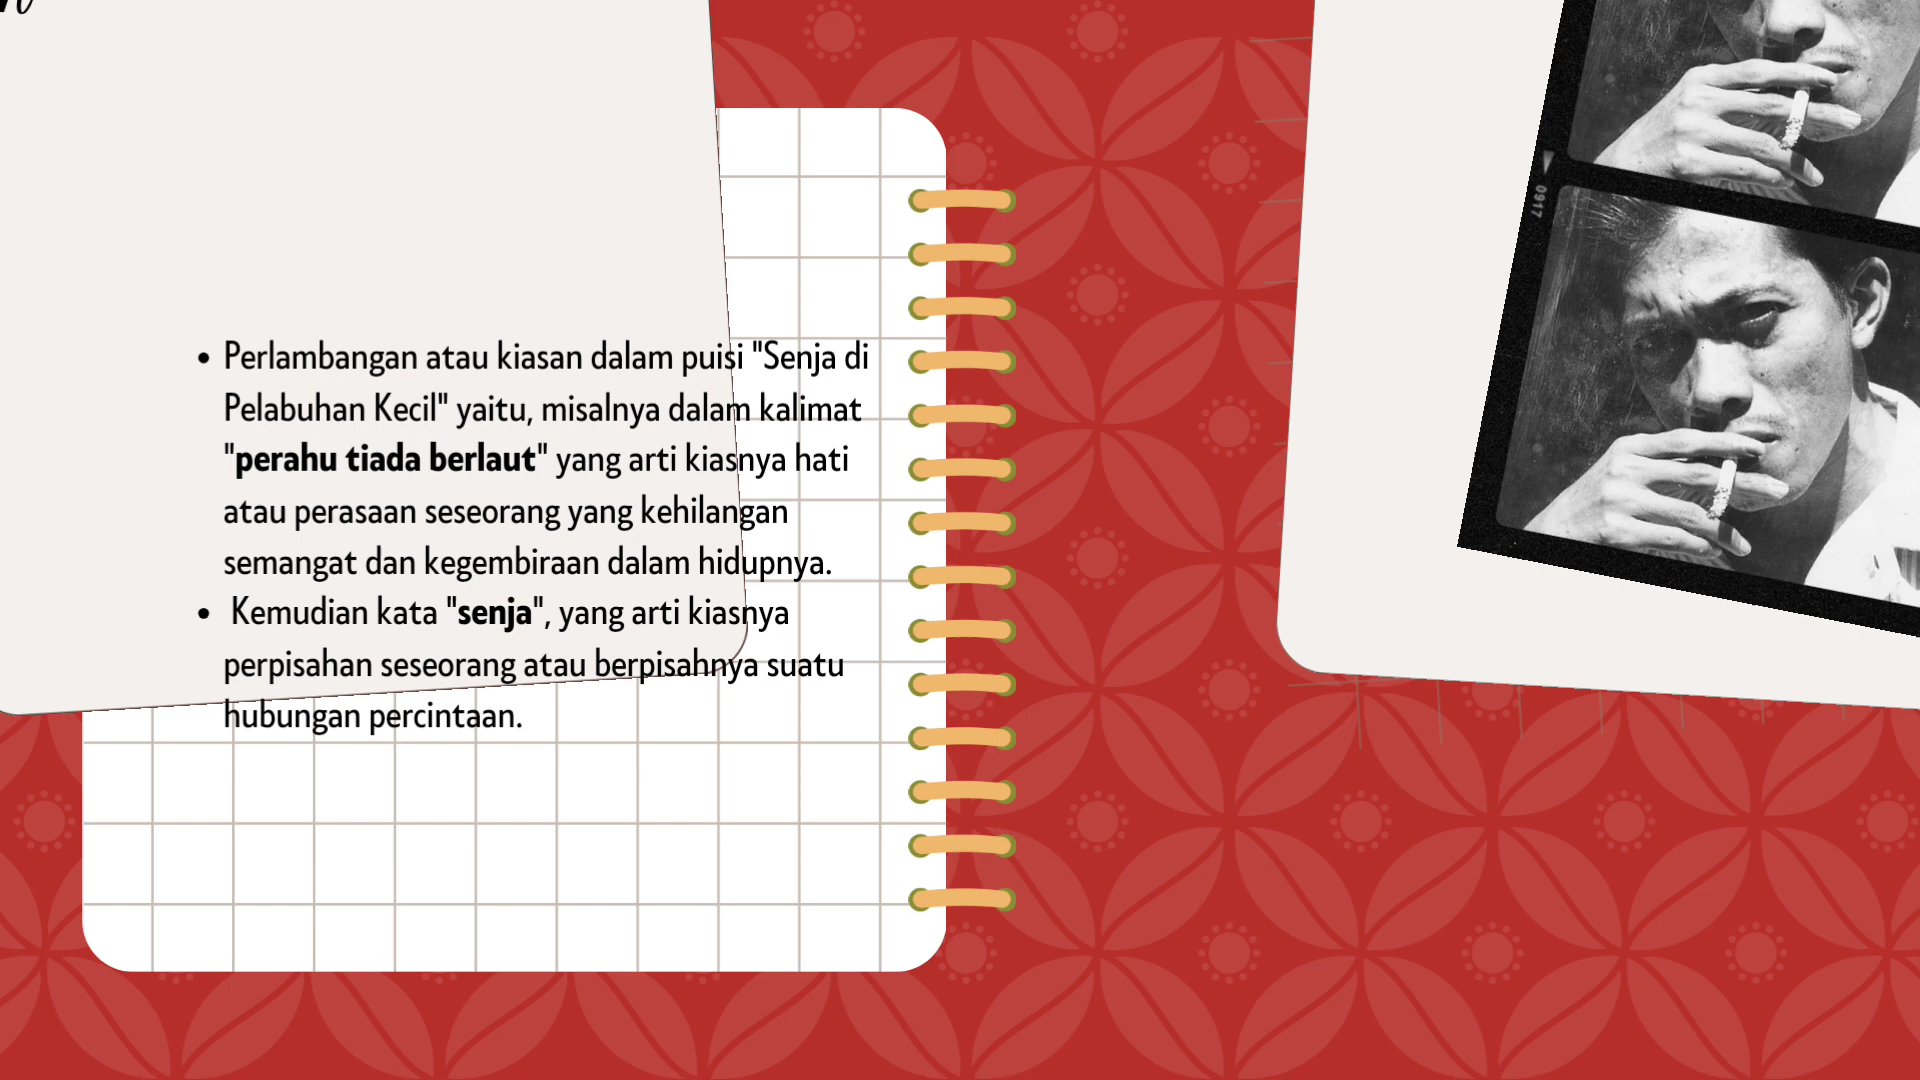 • Perlambangan atau kiasan dalam puisi "Senja di
Pelabuhan Kecil" yaitu, misalnya dalam kalimat
"perahu tiada berlaut" yang arti kiasnya hati
atau perasaan seseorang yang kehilangan
semangat dan kegembiraan dalam hidupnya.
• Kemudian kata "senja", yang arti kiasnya
perpisahan seseorang atau berpisahnya suatu
hubungan percintaan.
0917